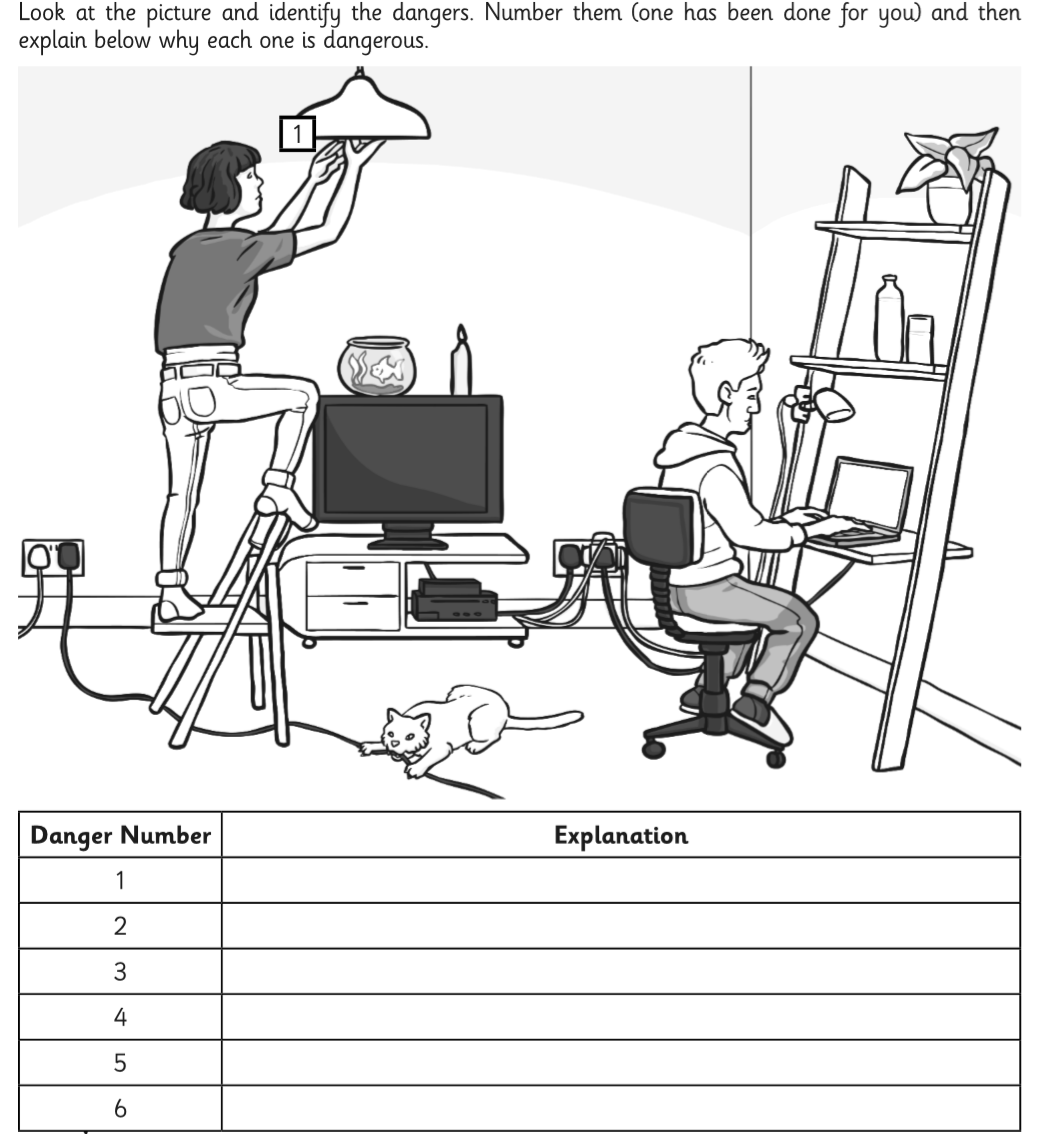 Look at the picture and identify the dangers. Number them (one has been done for you) and then
explain below why each one is dangerous.
1
Danger Number Explanation
1
2
3
4
5
6